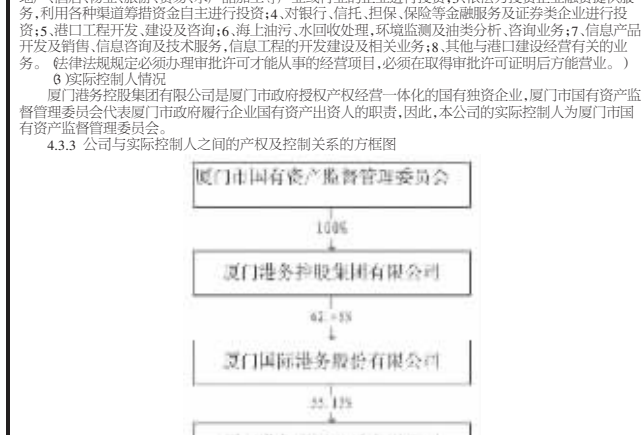 务,利用各种渠道筹措资金自主进行投资;4、对银行、信托、担保、保险等金融服务及证券类企业进行投
资;5、港口工程开发、建设及咨询;6、海上油污、水回收处理,环境监测及油类分析、咨询业务;7、信息产品
开发及销售、信息咨询及技术服务,信息工程的开发建设及相关业务;8、其他与港口建设经营有关的业
务。(法律法规规定必须办理审批许可才能从事的经营项目,必须在取得审批许可证明后方能营业。)
(3)实际控制人情况
厦门港务控股集团有限公司是厦门市政府授权产权经营一体化的国有独资企业,厦门市国有资产监
督管理委员会代表厦门市政府履行企业国有资产出资人的职责,因此,本公司的实际控制人为厦门市国
有资产监督管理委员会。
4.3.3 公司与实际控制人之间的产权及控制关系的方框图
厦门市国有资产监督管理委员会
100%
厦门港务控股集团有限公司
厦门国际港务股份有限公司
55.13%